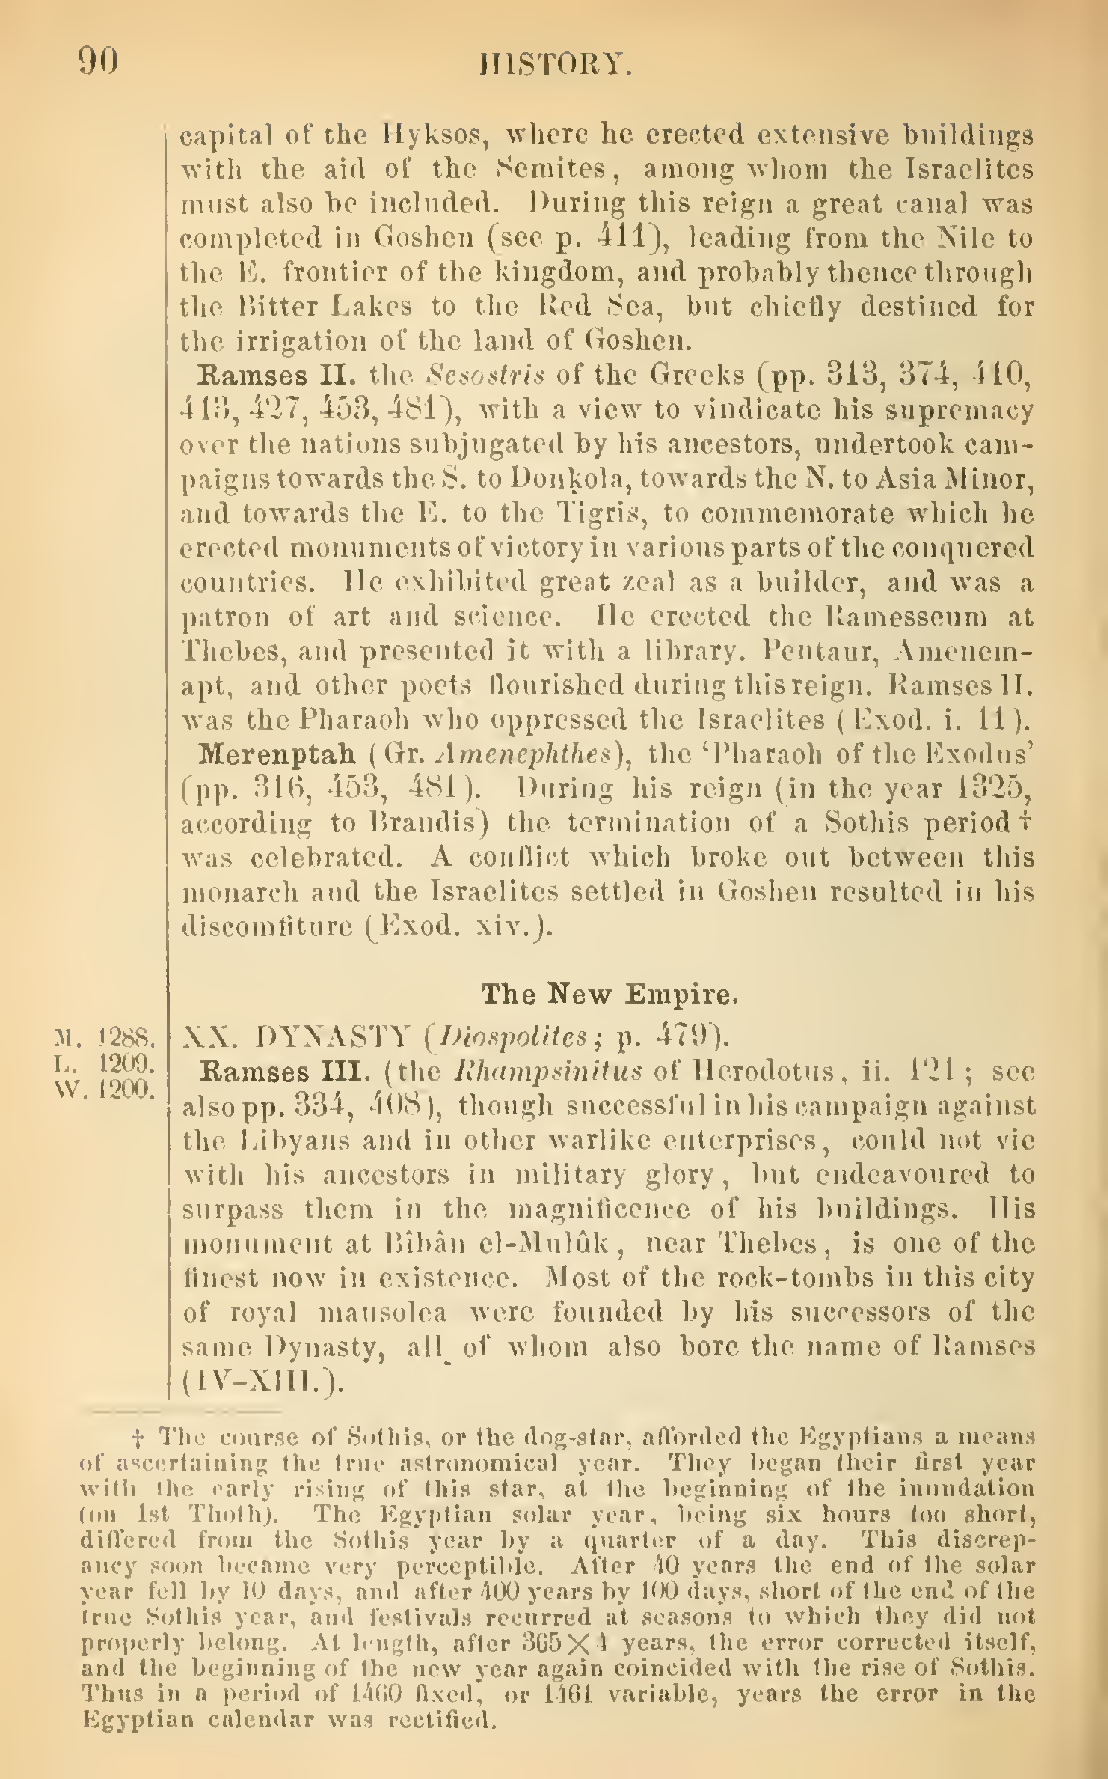 90 HISTORY.
capital of the Hyksos, where he erected extensive buildings
with the aid of the Semites, among whom the Israelites
must also be included. During this reign a great canal was
completed in Goshen (see p. 411), leading from the Nile to
the E. frontier of the kingdom, and probably thence through
the Bitter Lakes to the Red Sea, but chiefly destined for
the irrigation of the land of Goshen.
Ramses II. the Sesostris of the Greeks (pp. 313, 374, 410,
413, 427, 453, 481), with a view to vindicate his supremacy
over the nations subjugated by his ancestors, undertook cam-
paigns towards the S. to Donkola, towards the N. to Asia Minor,
and towards the E. to the Tigris, to commemorate which he
erected monuments of victory in various parts of the conquered
countries. He exhibited great zeal as a builder, and was a
patron of art and science. He erected the Ramesseum at
Thebes, and presented it with a library. Pentaur, Amenem-
apt, and other poets flourished during this reign. Ramses II.
was the Pharaoh who oppressed the Israelites (Exod. i. 11).
Merenptah (Gr. Amenephthes), the 'Pharaoh of the Exodus'
(pp. 316, 453, 481). During his reign (in the year 1325,
according to Brandis) the termination of a Sothis period †
was celebrated. A conflict which broke out between this
monarch and the Israelites settled in Goshen resulted in his
discomfiture (Exod. xiv.).
The New Empire.
M. 1288. XX. DYNASTY (Diospolites; p. 479).
L. 1209. Ramses III. (the Rhampsinitus of Herodotus, ii. 121; see
W. 1200. also pp. 334, 408), though successful in his campaign against
the Libyans and in other warlike enterprises, could not vie
with his ancestors in military glory, but endeavoured to
surpass them in the magnificence of his buildings. His
monument at Bîbân el-Mulûk, near Thebes, is one of the
finest now in existence. Most of the rock-tombs in this city
of royal mausolea were founded by his successors of the
same Dynasty, all of whom also bore the name of Ramses
(IV-XIII.).
† The course of Sothis, or the dog-star, afforded the Egyptians a means
of ascertaining the true astronomical year. They began their first year
with the early rising of this star, at the beginning of the inundation
(on 1st Thoth). The Egyptian solar year, being six hours too short,
differed from the Sothis year by a quarter of a day. This discrep-
ancy soon became very perceptible. After 40 years the end of the solar
year fell by 10 days, and after 400 years by 100 days, short of the end of the
true Sothis year, and festivals recurred at seasons to which they did not
properly belong. At length, after 365×4 years, the error corrected itself,
and the beginning of the new year again coincided with the rise of Sothis.
Thus in a period of 1460 fixed, or 1461 variable, years the error in the
Egyptian calendar was rectified.